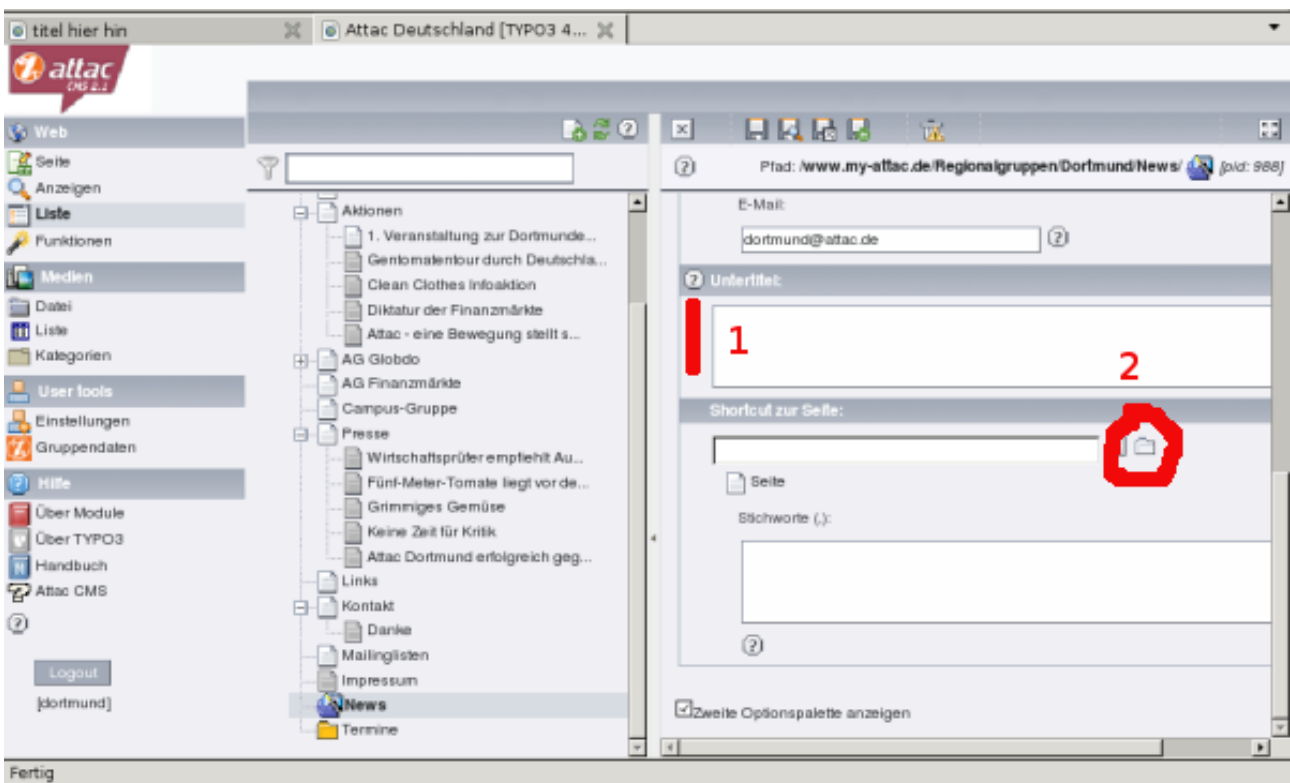 titel hier hin
Attac Deutschland [TYPO3 4...
attac
CMS 2.1
Web
Seite
Anzeigen
Liste
Funktionen
Medien
Datei
Liste
Kategorien
User tools
Einstellungen
Gruppendaten
Hilfe
Über Module
Über TYPO3
Handbuch
Attac CMS
Logout
[dortmund]
Aktionen
1. Veranstaltung zur Dortmunde...
Gentomatentour durch Deutschla...
Clean Clothes Infoaktion
Diktatur der Finanzmärkte
Attac - eine Bewegung stellt s...
AG Globdo
AG Finanzmärkte
Campus-Gruppe
Presse
Wirtschaftsprüfer empfiehlt Au...
Fünf-Meter-Tomate liegt vor de...
Grimmiges Gemüse
Keine Zeit für Kritik
Attac Dortmund erfolgreich geg...
Links
Kontakt
Danke
Mailinglisten
Impressum
News
Termine
Pfad: /www.my-attac.de/Regionalgruppen/Dortmund/News/ [pid: 988]
E-Mail:
dortmund@attac.de
Untertitel:
1
2
Shortcut zur Seite:
Seite
Stichworte (,):
Zweite Optionspalette anzeigen
Fertig